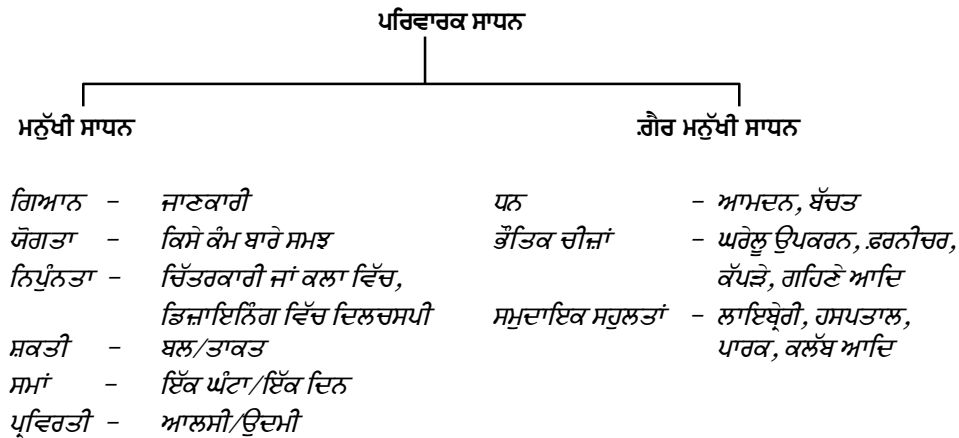 ਪਰਿਵਾਰਕ ਸਾਧਨ
ਮਨੁੱਖੀ ਸਾਧਨ
ਗ਼ੈਰ ਮਨੁੱਖੀ ਸਾਧਨ
ਗਿਆਨ – ਜਾਣਕਾਰੀ
ਯੋਗਤਾ – ਕਿਸੇ ਕੰਮ ਬਾਰੇ ਸਮਝ
ਨਿਪੁੰਨਤਾ – ਚਿੱਤਰਕਾਰੀ ਜਾਂ ਕਲਾ ਵਿੱਚ,
ਡਿਜ਼ਾਇਨਿੰਗ ਵਿੱਚ ਦਿਲਚਸਪੀ
ਸ਼ਕਤੀ – ਬਲ/ਤਾਕਤ
ਸਮਾਂ – ਇੱਕ ਘੰਟਾ/ਇੱਕ ਦਿਨ
ਪ੍ਰਵਿਰਤੀ – ਆਲਸੀ/ਉਦਮੀ
ਧਨ – ਆਮਦਨ, ਬੱਚਤ
ਭੌਤਿਕ ਚੀਜ਼ਾਂ – ਘਰੇਲੂ ਉਪਕਰਨ, ਫ਼ਰਨੀਚਰ,
ਕੱਪੜੇ, ਗਹਿਣੇ ਆਦਿ
ਸਮੁਦਾਇਕ ਸਹੁਲਤਾਂ – ਲਾਇਬ੍ਰੇਰੀ, ਹਸਪਤਾਲ,
ਪਾਰਕ, ਕਲੱਬ ਆਦਿ